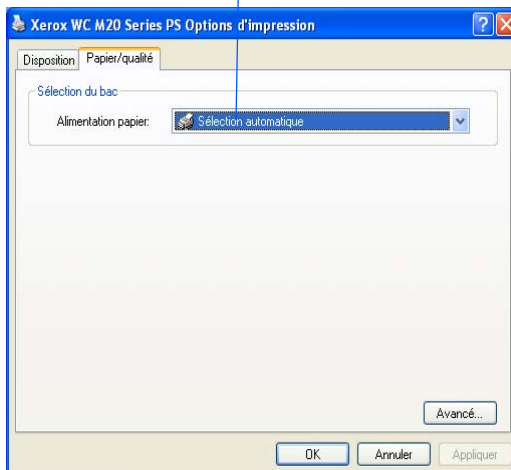 Xerox WC M20 Series PS Options d'impression
Disposition Papier/qualité
Sélection du bac
Alimentation papier: Sélection automatique
Avancé...
OK Annuler Appliquer